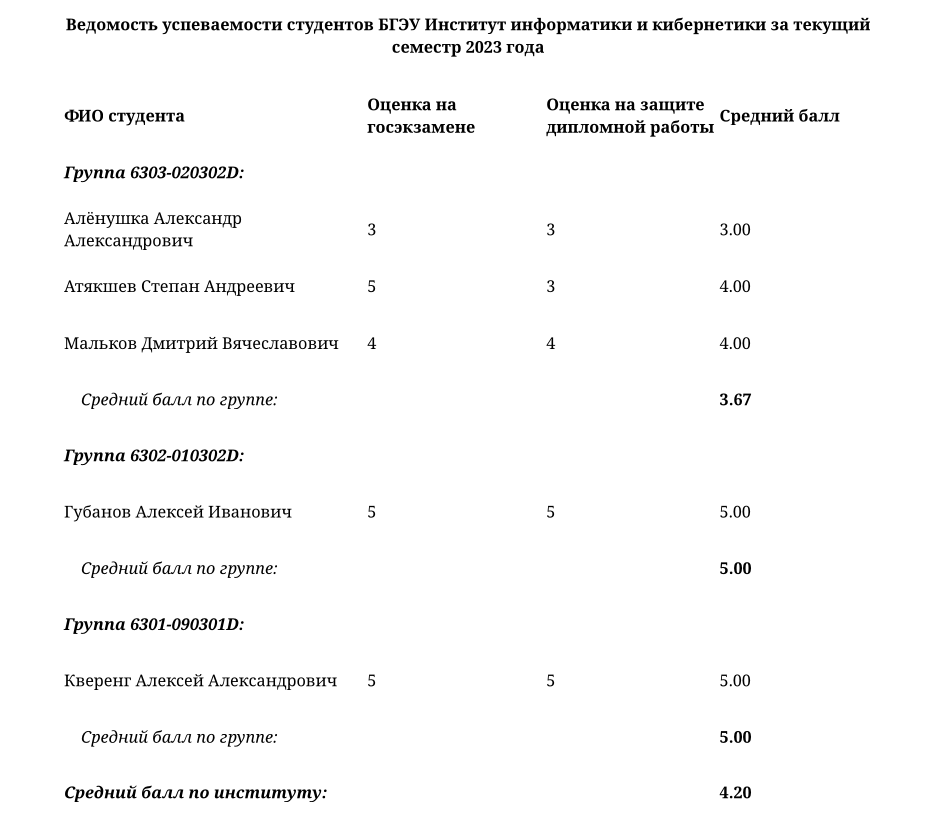 Ведомость успеваемости студентов БГЭУ Институт информатики и кибернетики за текущий
семестр 2023 года
ФИО студента Оценка на госэкзамене Оценка на защите дипломной работы Средний балл
Группа 6303-020302D:
Алёнушка Александр Александрович 3 3 3.00
Атякшев Степан Андреевич 5 3 4.00
Мальков Дмитрий Вячеславович 4 4 4.00
Средний балл по группе: 3.67
Группа 6302-010302D:
Губанов Алексей Иванович 5 5 5.00
Средний балл по группе: 5.00
Группа 6301-090301D:
Кверенг Алексей Александрович 5 5 5.00
Средний балл по группе: 5.00
Средний балл по институту: 4.20